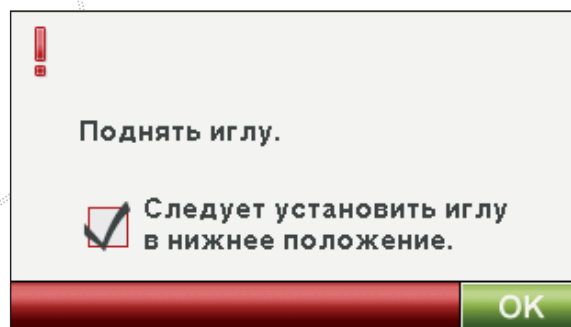 Поднять иглу.
Следует установить иглу
в нижнее положение.
OK